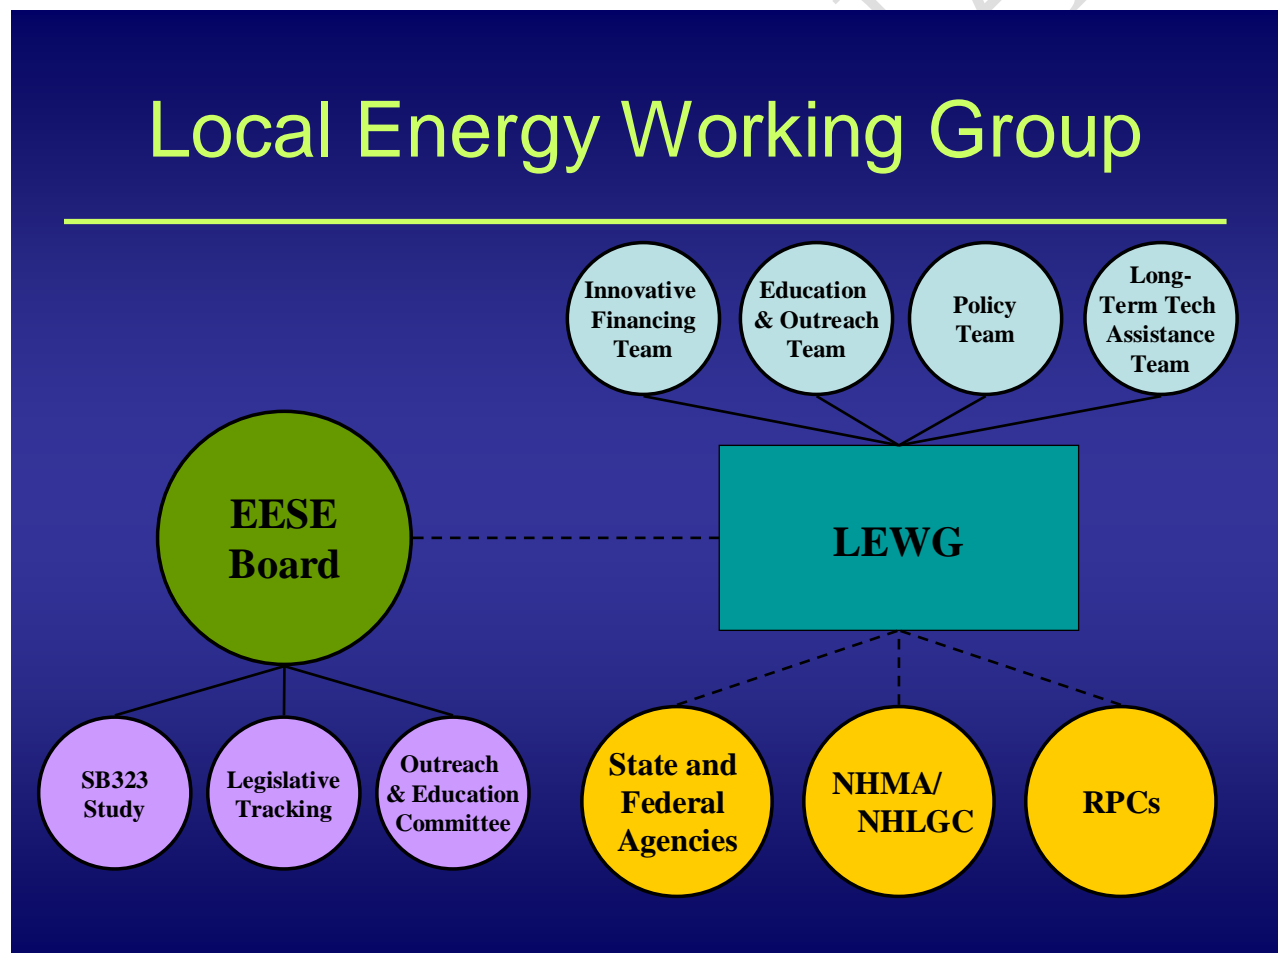 Local Energy Working Group
Innovative
Financing
Team
Education
& Outreach
Team
Policy
Team
Long-
Term Tech
Assistance
Team
EESE
Board
LEWG
SB323
Study
Legislative
Tracking
Outreach
& Education
Committee
State and
Federal
Agencies
NHMA/
NHLGC
RPCs